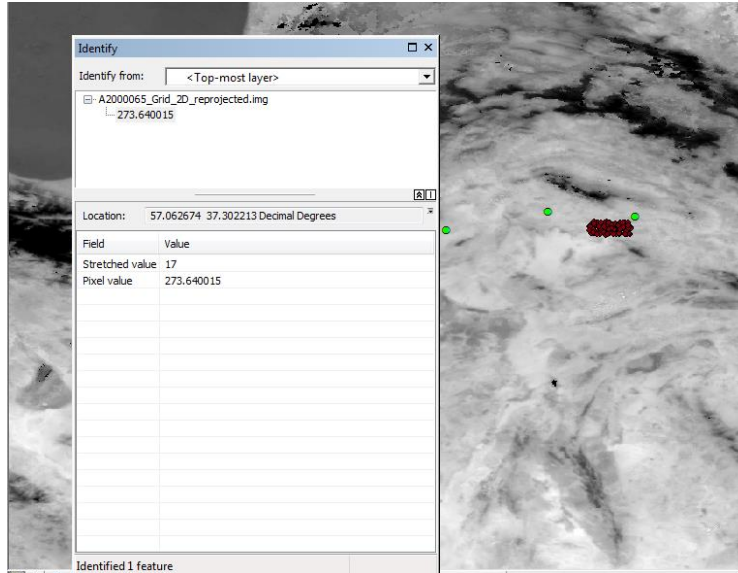 Identify
Identify from: <Top-most layer>
A2000065_Grid_2D_reprojected.img
273.640015
Location: 57.062674 37.302213 Decimal Degrees
Field Value
Stretched value 17
Pixel value 273.640015
Identified 1 feature